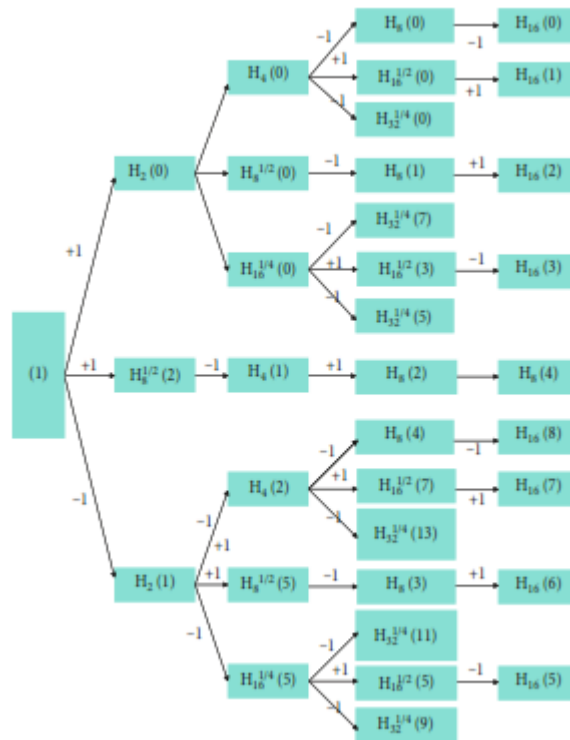 H₈ (0) H₁₆ (0)
–1 –1
H₄ (0) +1 H₁₆^1/2 (0) H₁₆ (1)
+1
–1 H₃₂^1/4 (0)
H₂ (0) H₈^1/2 (0) –1 H₈ (1) +1 H₁₆ (2)
H₃₂^1/4 (7)
–1
+1 H₁₆^1/4 (0) +1 H₁₆^1/2 (3) –1 H₁₆ (3)
–1 H₃₂^1/4 (5)
(1) +1 H₈^1/2 (2) –1 H₄ (1) +1 H₈ (2) H₈ (4)
H₈ (4) H₁₆ (8)
–1 –1
–1 H₄ (2) +1 H₁₆^1/2 (7) H₁₆ (7)
+1
–1 –1 H₃₂^1/4 (13)
+1
H₂ (1) +1 H₈^1/2 (5) –1 H₈ (3) +1 H₁₆ (6)
–1 H₃₂^1/4 (11)
–1
H₁₆^1/4 (5) +1 H₁₆^1/2 (5) –1 H₁₆ (5)
–1 H₃₂^1/4 (9)